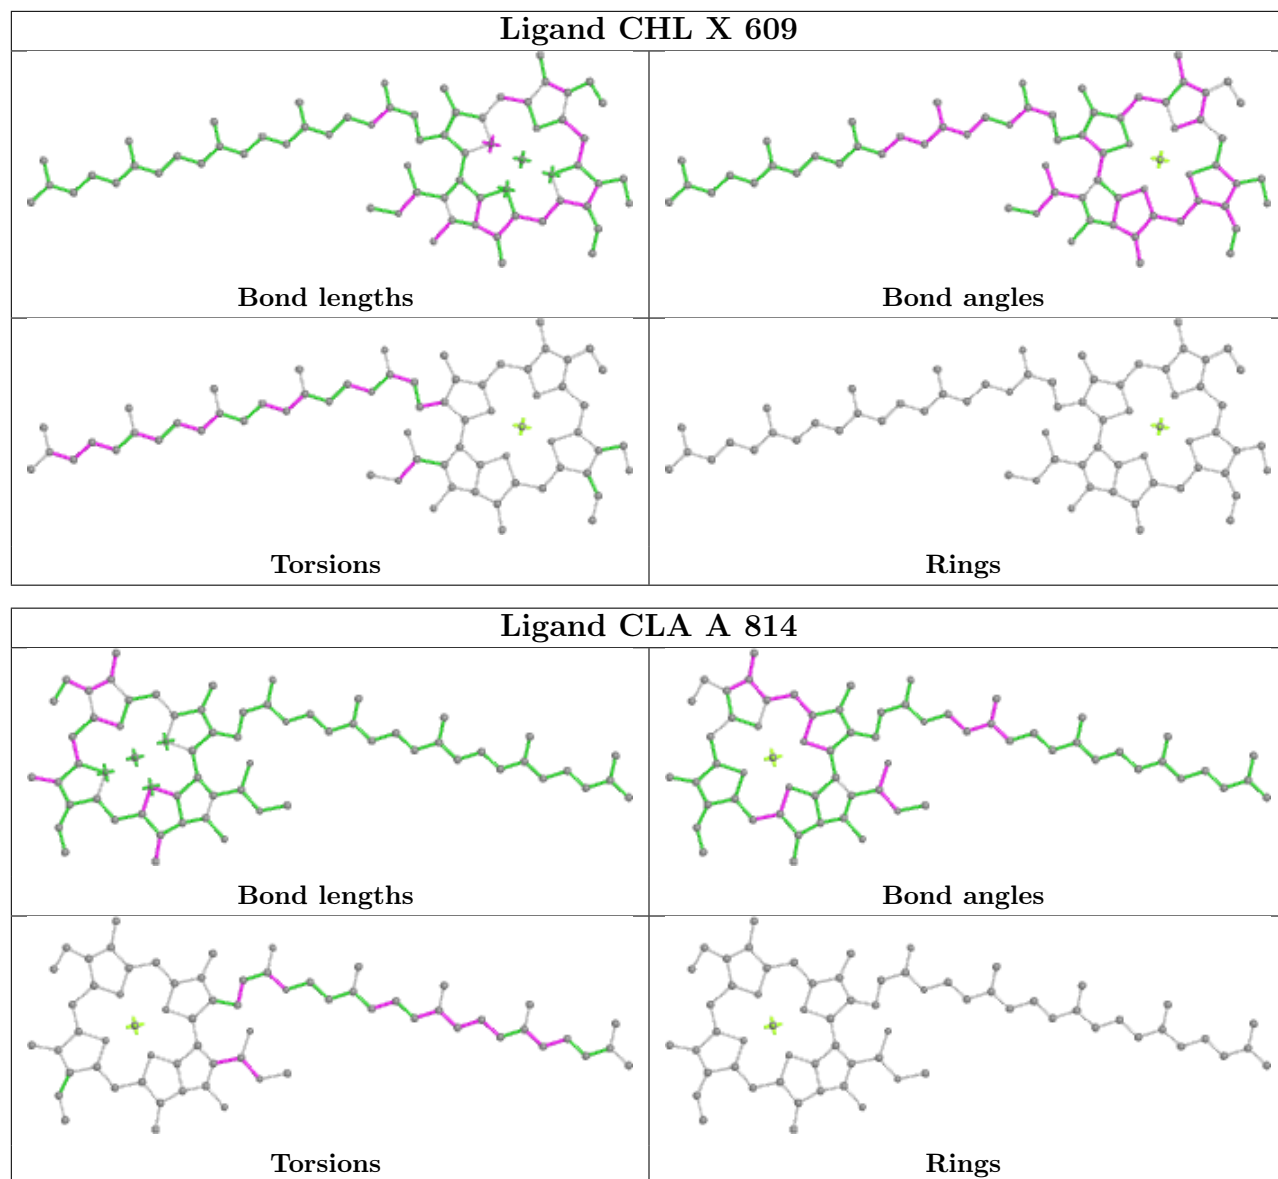 Ligand CHL X 609
Bond lengths
Bond angles
Torsions
Rings
Ligand CLA A 814
Bond lengths
Bond angles
Torsions
Rings